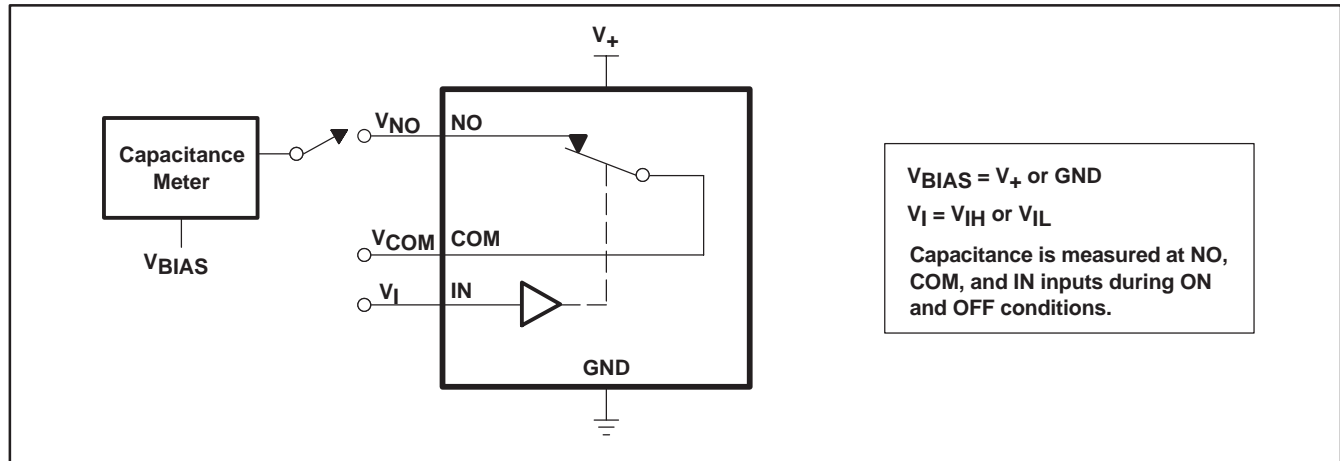 V+
VNO NO
Capacitance
Meter
VBIAS
VCOM COM
VI IN
GND
VBIAS = V+ or GND
VI = VIH or VIL
Capacitance is measured at NO,
COM, and IN inputs during ON
and OFF conditions.